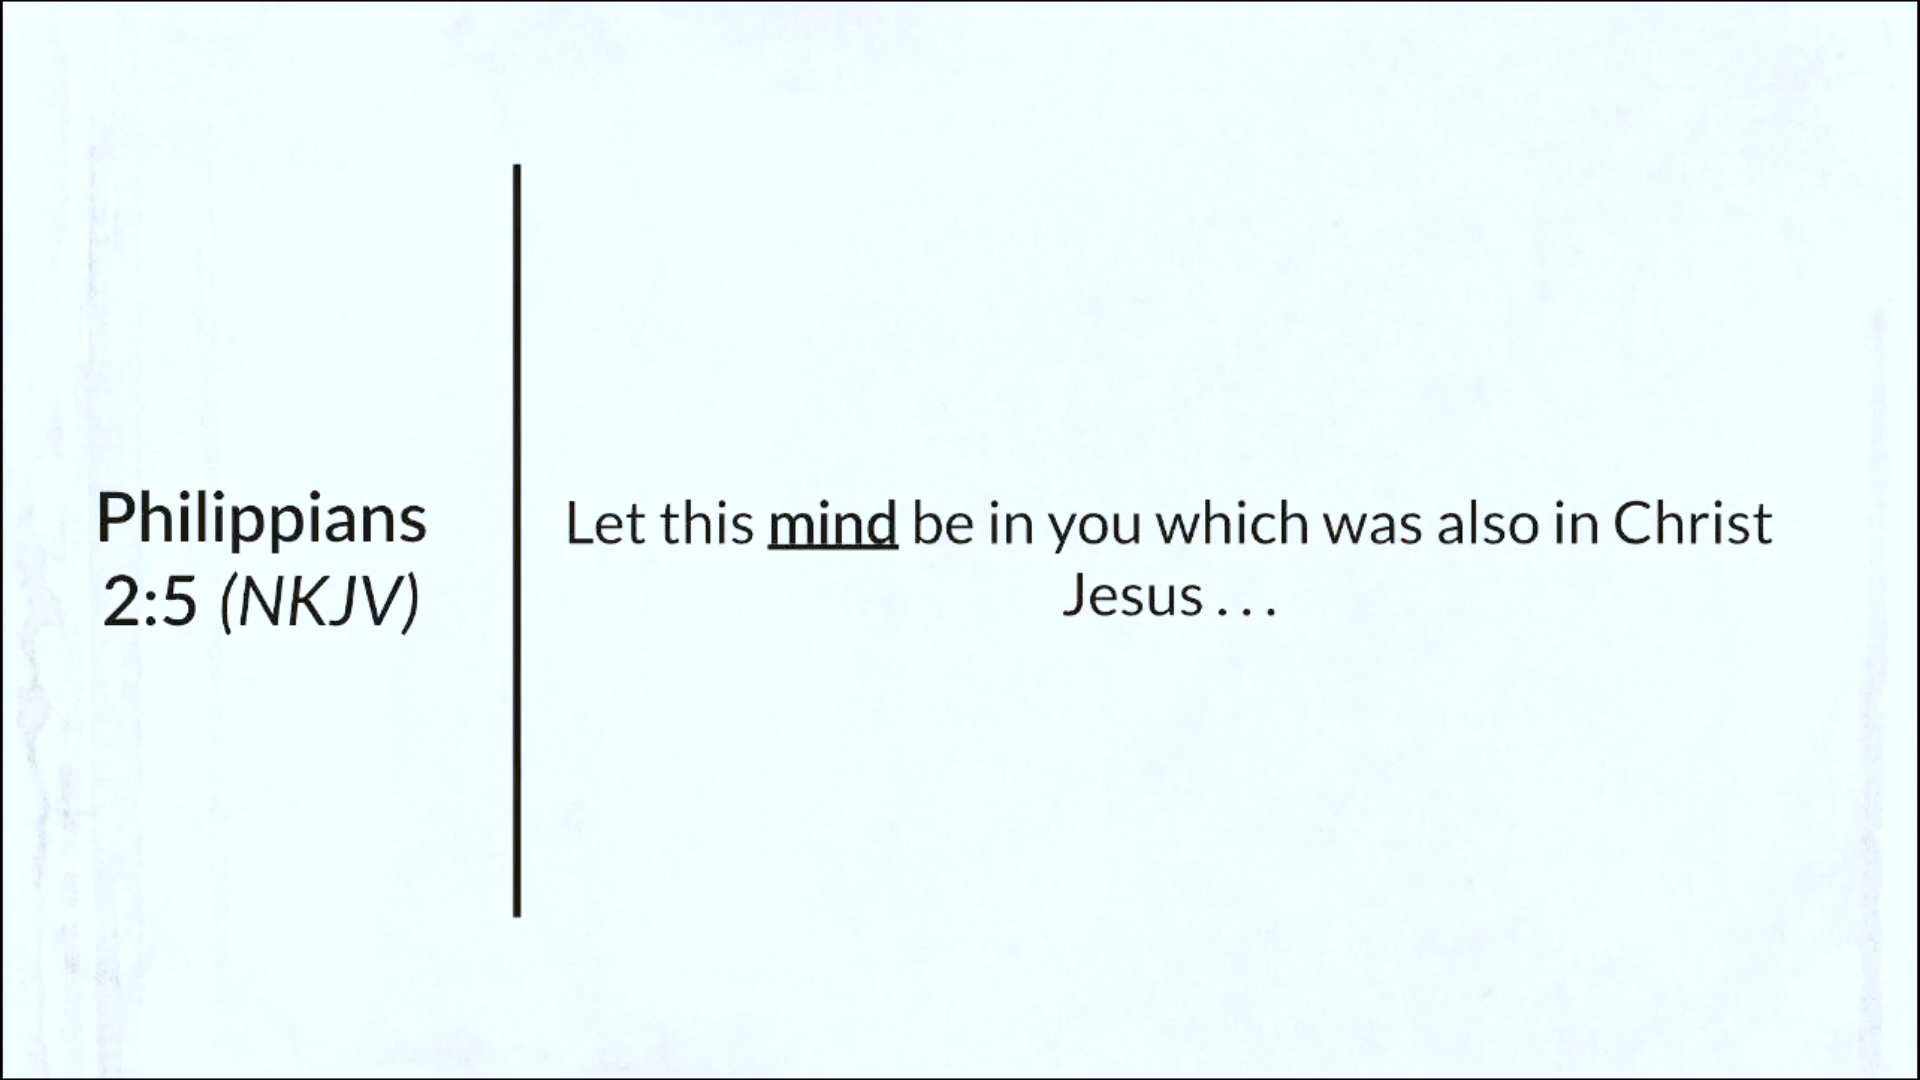 Philippians
2:5 (NKJV)
Let this mind be in you which was also in Christ
Jesus . . .